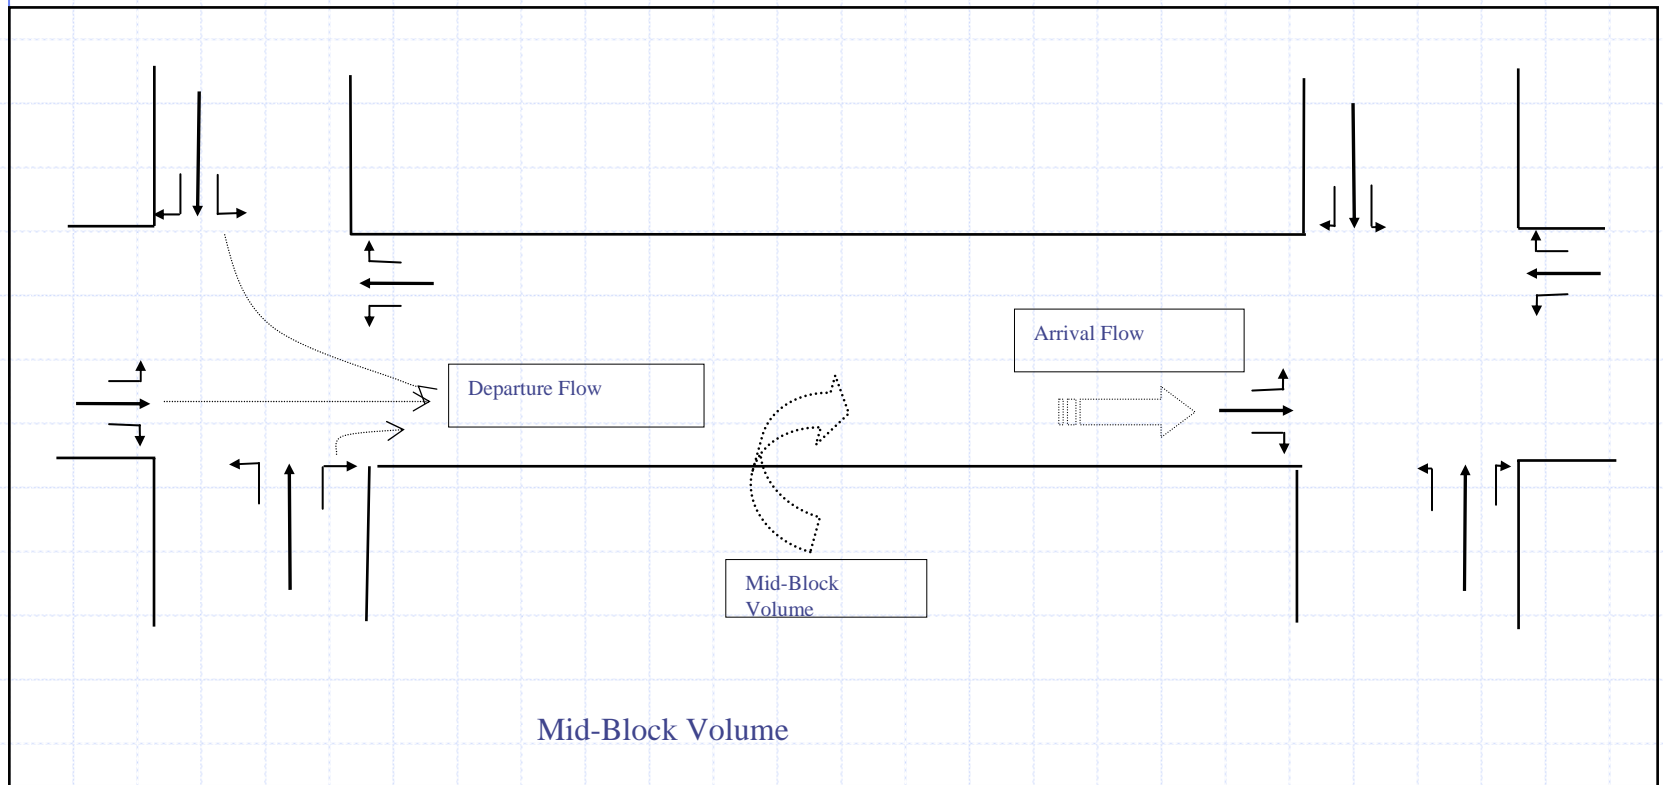 Arrival Flow
Departure Flow
Mid-Block
Volume
Mid-Block Volume